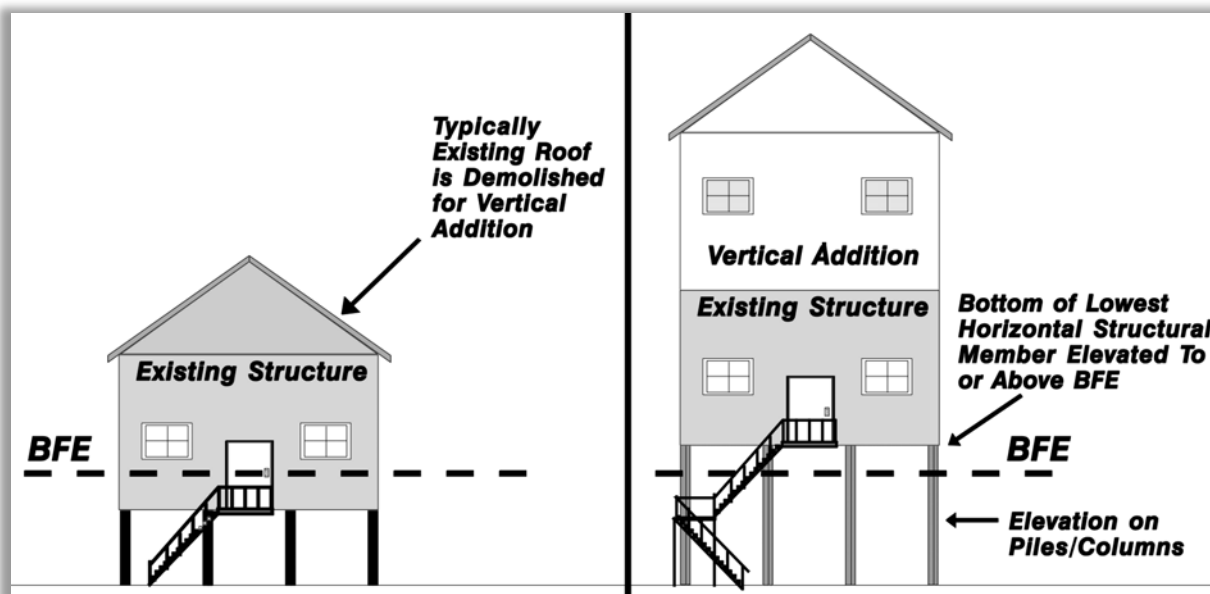 Typically
Existing Roof
is Demolished
for Vertical
Addition
Existing Structure
BFE
Vertical Addition
Existing Structure
Bottom of Lowest
Horizontal Structural
Member Elevated To
or Above BFE
BFE
Elevation on
Piles/Columns